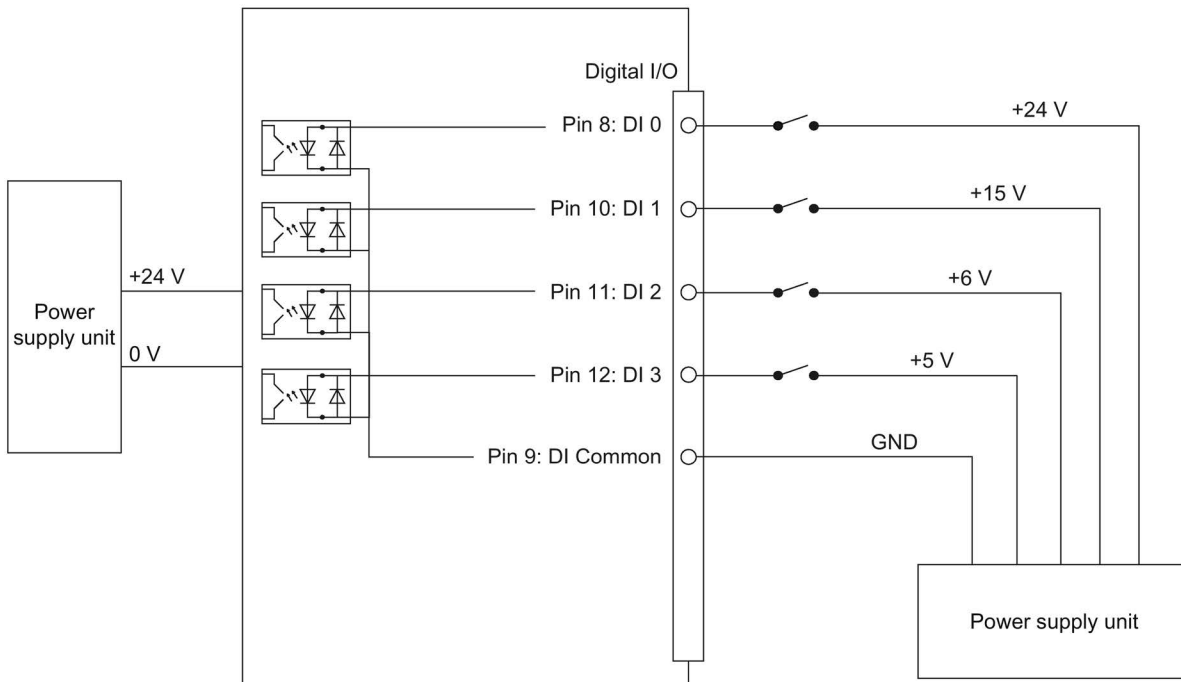 Digital I/O
Pin 8: DI 0
+24 V
Pin 10: DI 1
+15 V
+24 V
Pin 11: DI 2
+6 V
Power
supply unit
0 V
Pin 12: DI 3
+5 V
Pin 9: DI Common
GND
Power supply unit